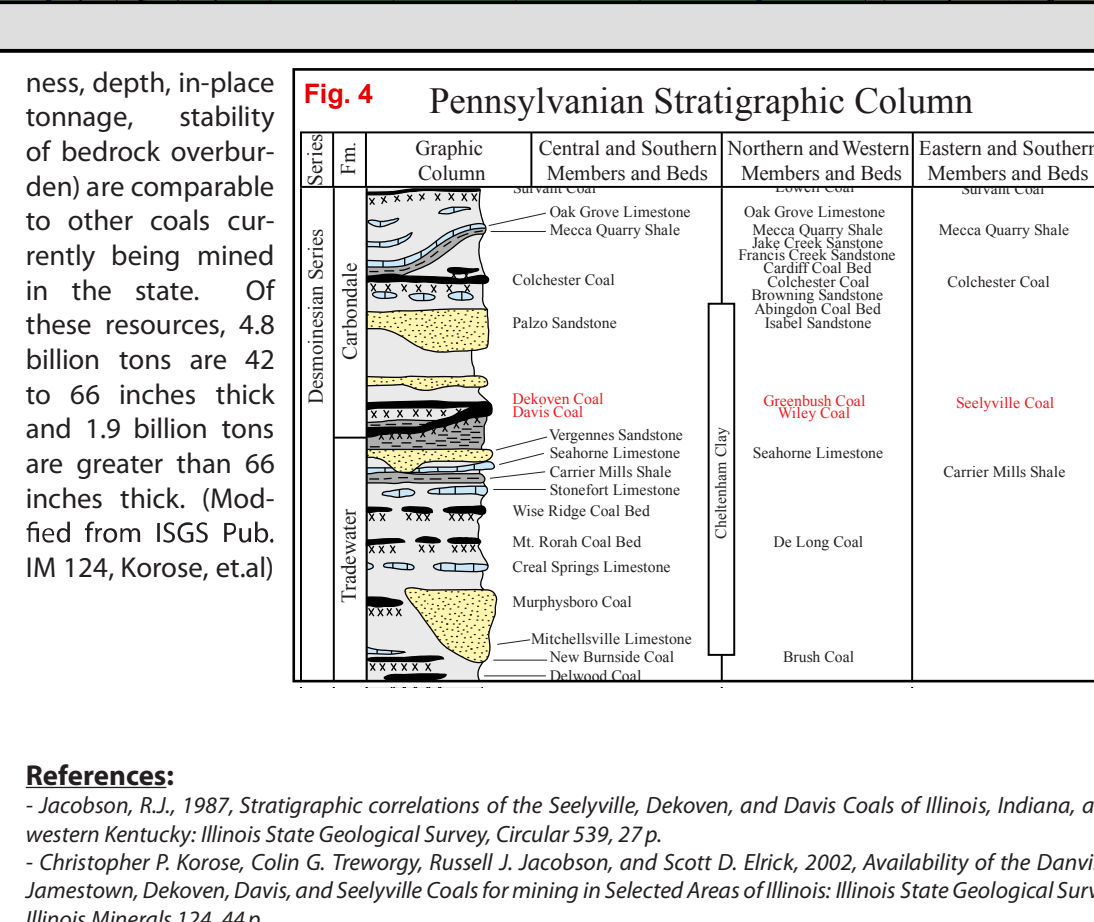 ness, depth, in-place
tonnage, stability
of bedrock overbur-
den) are comparable
to other coals cur-
rently being mined
in the state. Of
these resources, 4.8
billion tons are 42
to 66 inches thick
and 1.9 billion tons
are greater than 66
inches thick. (Mod-
fied from ISGS Pub.
IM 124, Korose, et.al)
Fig. 4
Pennsylvanian Stratigraphic Column
Series
Fm.
Graphic
Column
Central and Southern
Members and Beds
Northern and Western
Members and Beds
Eastern and Southern
Members and Beds
Desmoinesian Series
Carbondale
Tradewater
Survant Coal
Oak Grove Limestone
Mecca Quarry Shale
Colchester Coal
Palzo Sandstone
Dekoven Coal
Davis Coal
Vergennes Sandstone
Seahorne Limestone
Carrier Mills Shale
Stonefort Limestone
Wise Ridge Coal Bed
Mt. Rorah Coal Bed
Creal Springs Limestone
Murphysboro Coal
Mitchellsville Limestone
New Burnside Coal
Delwood Coal
Lowell Coal
Oak Grove Limestone
Mecca Quarry Shale
Jake Creek Sanstone
Francis Creek Sandstone
Cardiff Coal Bed
Colchester Coal
Browning Sandstone
Abingdon Coal Bed
Isabel Sandstone
Greenbush Coal
Wiley Coal
Seahorne Limestone
De Long Coal
Brush Coal
Cheltenham Clay
Survant Coal
Mecca Quarry Shale
Colchester Coal
Seelyville Coal
Carrier Mills Shale
References:
- Jacobson, R.J., 1987, Stratigraphic correlations of the Seelyville, Dekoven, and Davis Coals of Illinois, Indiana,
western Kentucky: Illinois State Geological Survey, Circular 539, 27 p.
- Christopher P. Korose, Colin G. Treworgy, Russell J. Jacobson, and Scott D. Elrick, 2002, Availability of the
Jamestown, Dekoven, Davis, and Seelyville Coals for mining in Selected Areas of Illinois: Illinois State Geological
Illinois Minerals 124, 44 p.